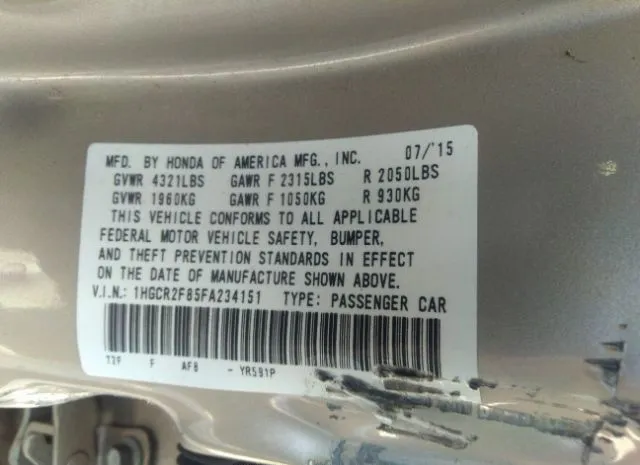 MFD. BY HONDA OF AMERICA MFG., INC. 07/'15
GVWR 4321LBS GAWR F 2315LBS R 2050LBS
GVWR 1960KG GAWR F 1050KG R 930KG
THIS VEHICLE CONFORMS TO ALL APPLICABLE
FEDERAL MOTOR VEHICLE SAFETY, BUMPER,
AND THEFT PREVENTION STANDARDS IN EFFECT
ON THE DATE OF MANUFACTURE SHOWN ABOVE.
V.I.N.: 1HGCR2F85FA234151 TYPE: PASSENGER CAR
T2F F AF8 - YR591P